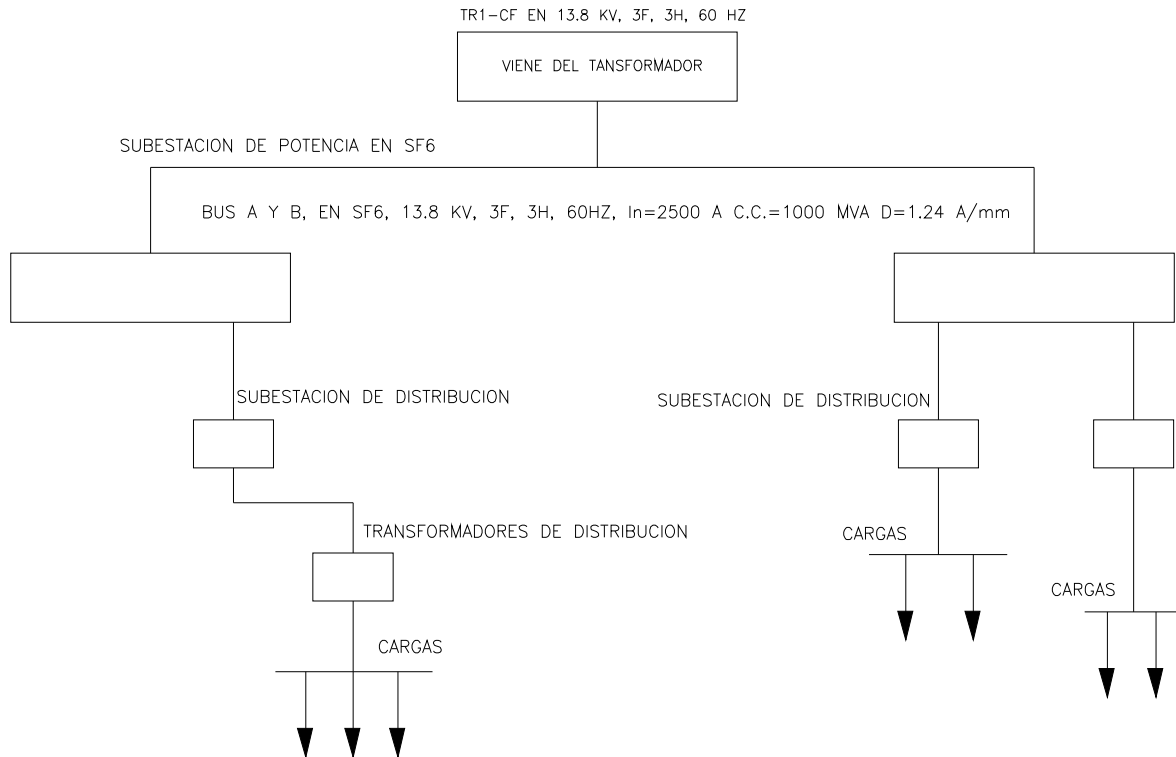 TR1-CF EN 13.8 KV, 3F, 3H, 60 HZ
VIENE DEL TANSFORMADOR
SUBESTACION DE POTENCIA EN SF6
BUS A Y B, EN SF6, 13.8 KV, 3F, 3H, 60HZ, In=2500 A C.C.=1000 MVA D=1.24 A/mm
SUBESTACION DE DISTRIBUCION
SUBESTACION DE DISTRIBUCION
TRANSFORMADORES DE DISTRIBUCION
CARGAS
CARGAS
CARGAS